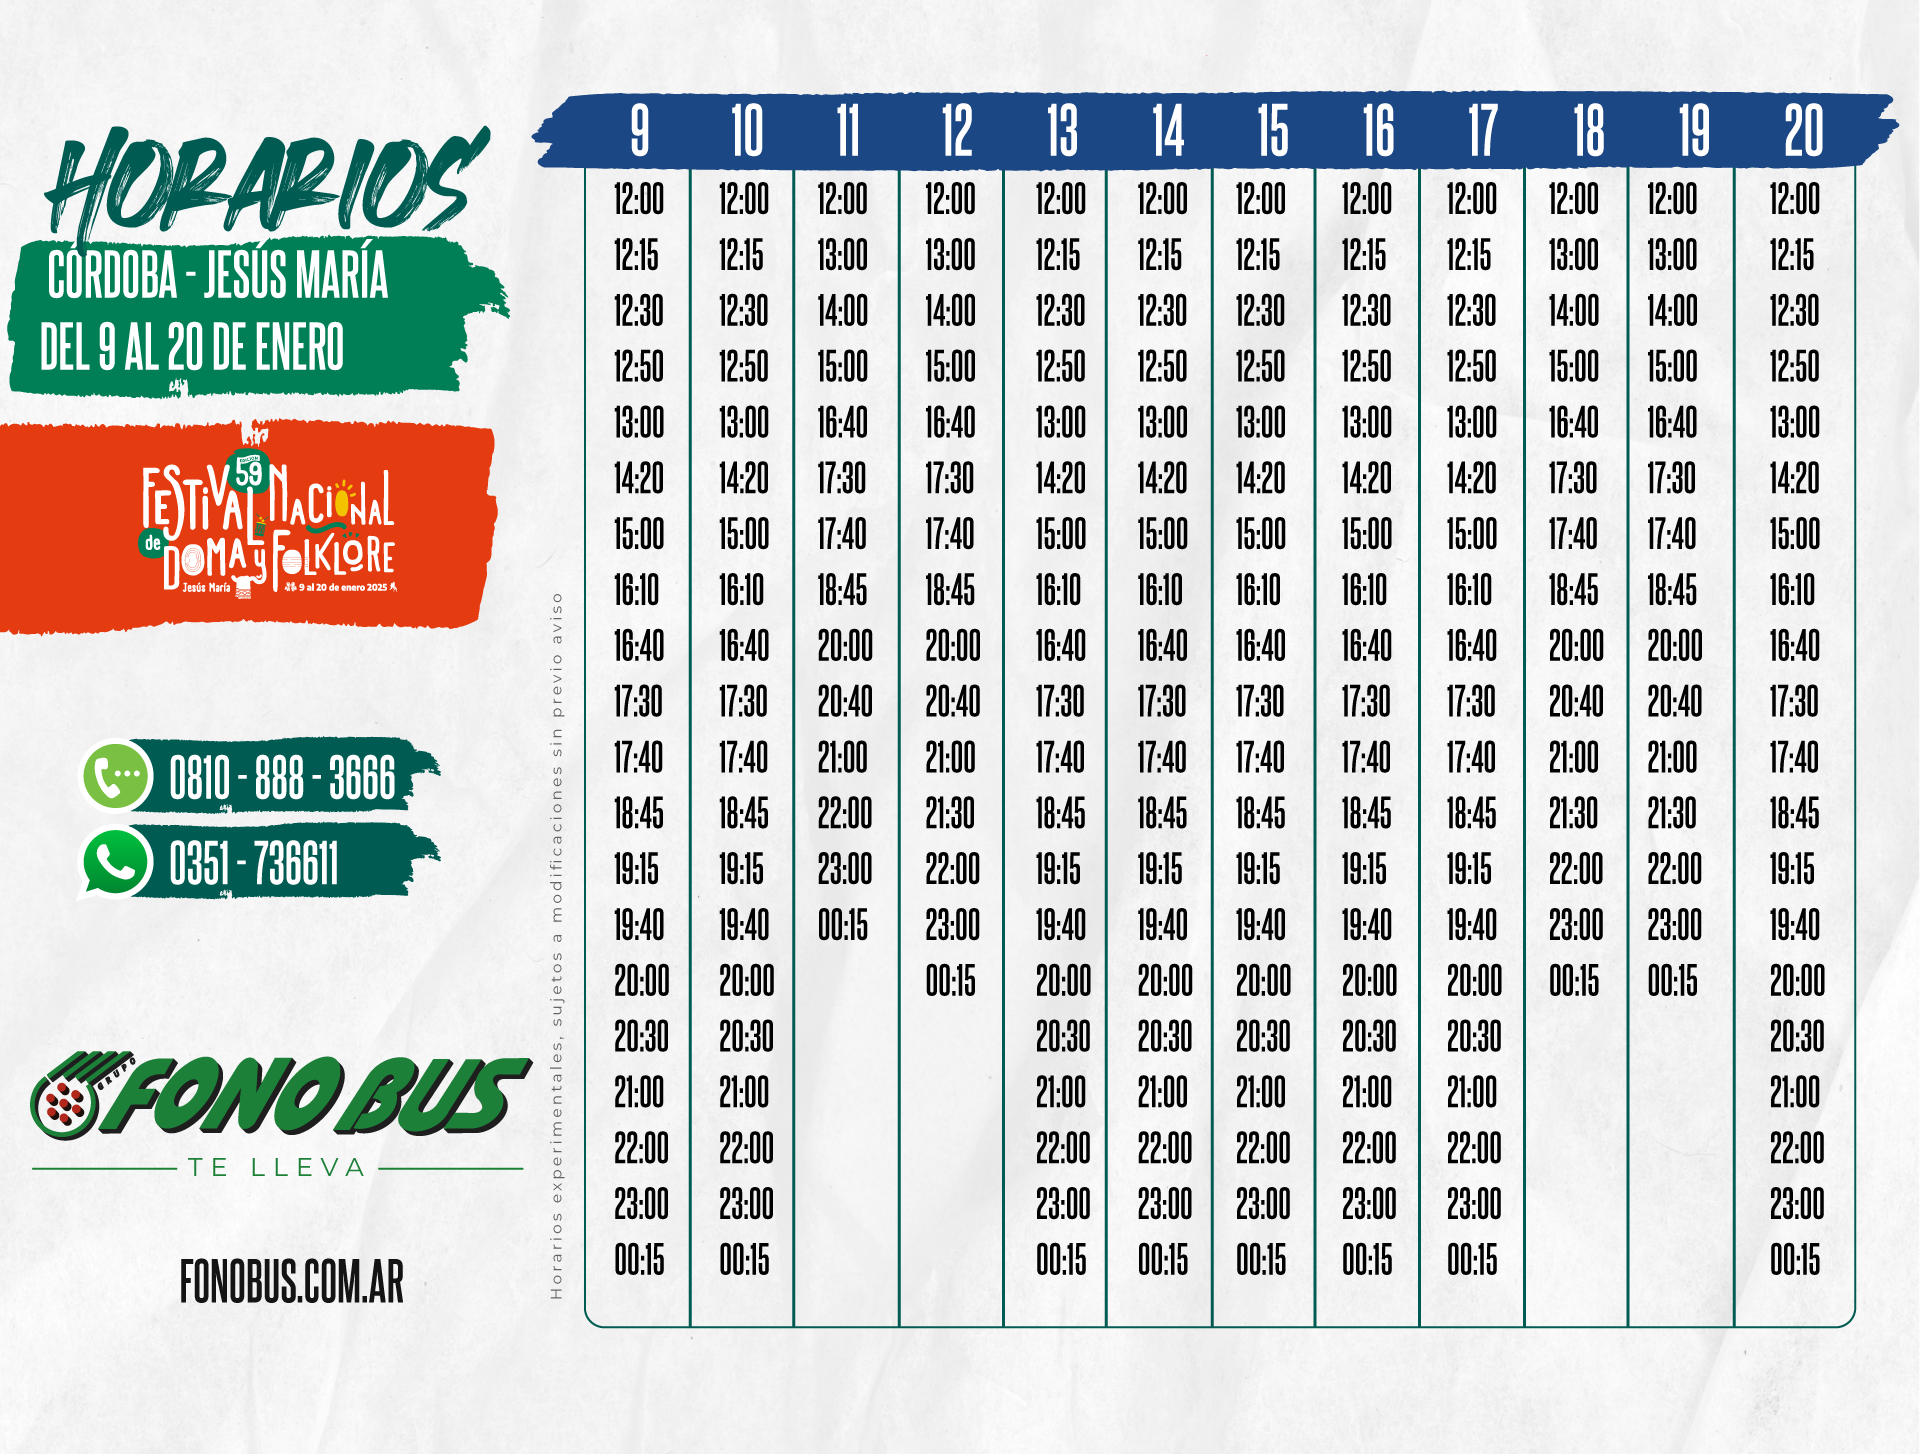 HORARIOS
CÓRDOBA - JESÚS MARÍA
DEL 9 AL 20 DE ENERO
EDICIÓN
59
FESTIVAL NACIONAL
de
DOMA y FOLKLORE
Jesús María
9 al 20 de enero 2025
0810 - 888 - 3666
0351 - 736611
GRUPO
FONO BUS
TE LLEVA
FONOBUS.COM.AR
Horarios experimentales, sujetos a modificaciones sin previo aviso
9 10 11 12 13 14 15 16 17 18 19 20
12:00 12:00 12:00 12:00 12:00 12:00 12:00 12:00 12:00 12:00 12:00 12:00
12:15 12:15 13:00 13:00 12:15 12:15 12:15 12:15 12:15 13:00 13:00 12:15
12:30 12:30 14:00 14:00 12:30 12:30 12:30 12:30 12:30 14:00 14:00 12:30
12:50 12:50 15:00 15:00 12:50 12:50 12:50 12:50 12:50 15:00 15:00 12:50
13:00 13:00 16:40 16:40 13:00 13:00 13:00 13:00 13:00 16:40 16:40 13:00
14:20 14:20 17:30 17:30 14:20 14:20 14:20 14:20 14:20 17:30 17:30 14:20
15:00 15:00 17:40 17:40 15:00 15:00 15:00 15:00 15:00 17:40 17:40 15:00
16:10 16:10 18:45 18:45 16:10 16:10 16:10 16:10 16:10 18:45 18:45 16:10
16:40 16:40 20:00 20:00 16:40 16:40 16:40 16:40 16:40 20:00 20:00 16:40
17:30 17:30 20:40 20:40 17:30 17:30 17:30 17:30 17:30 20:40 20:40 17:30
17:40 17:40 21:00 21:00 17:40 17:40 17:40 17:40 17:40 21:00 21:00 17:40
18:45 18:45 22:00 21:30 18:45 18:45 18:45 18:45 18:45 21:30 21:30 18:45
19:15 19:15 23:00 22:00 19:15 19:15 19:15 19:15 19:15 22:00 22:00 19:15
19:40 19:40 00:15 23:00 19:40 19:40 19:40 19:40 19:40 23:00 23:00 19:40
20:00 20:00 00:15 20:00 20:00 20:00 20:00 20:00 00:15 00:15 20:00
20:30 20:30 20:30 20:30 20:30 20:30 20:30 20:30
21:00 21:00 21:00 21:00 21:00 21:00 21:00 21:00
22:00 22:00 22:00 22:00 22:00 22:00 22:00 22:00
23:00 23:00 23:00 23:00 23:00 23:00 23:00 23:00
00:15 00:15 00:15 00:15 00:15 00:15 00:15 00:15